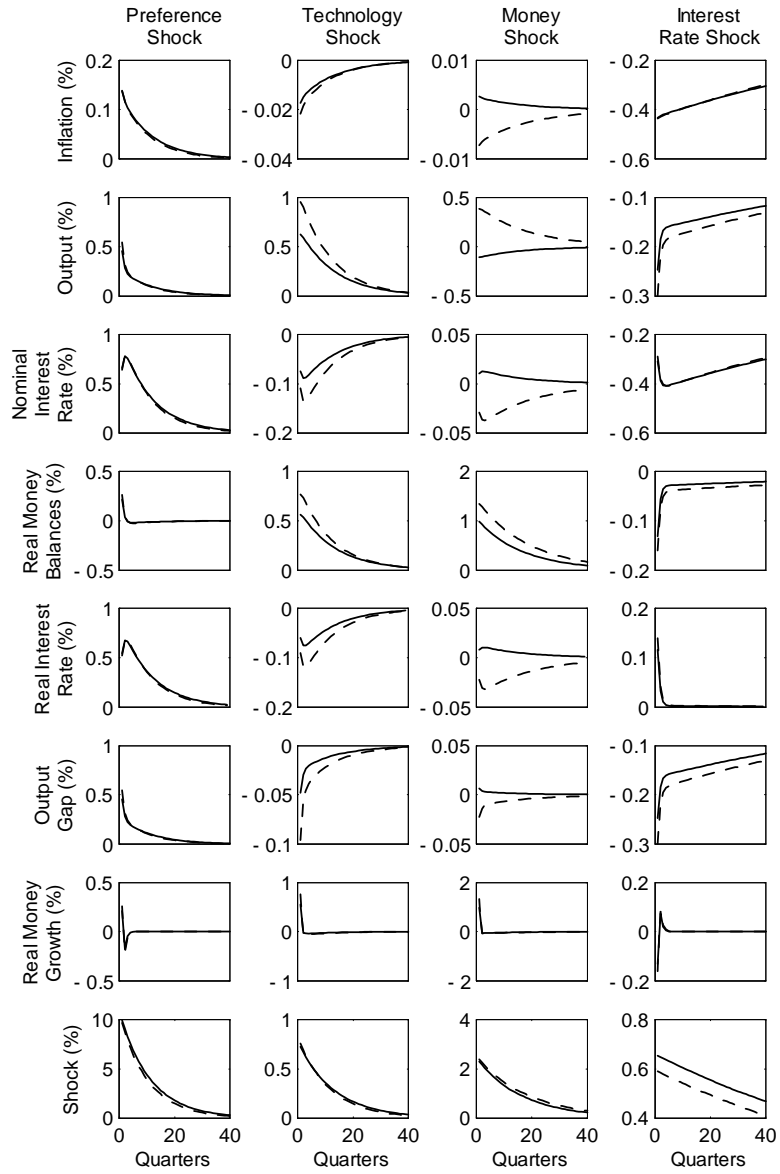 Preference Technology Money Interest
Shock Shock Shock Rate Shock
Inflation (%)
0.2 0 0.01 - 0.2
0.1 - 0.02 0 - 0.4
0 - 0.04 - 0.01 - 0.6
Output (%)
1 1 0.5 - 0.1
0.5 0.5 0 - 0.2
0 0 - 0.5 - 0.3
Nominal
Interest
Rate (%)
1 0 0.05 - 0.2
0.5 - 0.1 0 - 0.4
0 - 0.2 - 0.05 - 0.6
Real Money
Balances (%)
0.5 1 2 0
0 0.5 1 - 0.1
- 0.5 0 0 - 0.2
Real Interest
Rate (%)
1 0 0.05 0.2
0.5 - 0.1 0 0.1
0 - 0.2 - 0.05 0
Output
Gap (%)
1 0 0.05 - 0.1
0.5 - 0.05 0 - 0.2
0 - 0.1 - 0.05 - 0.3
Real Money
Growth (%)
0.5 1 2 0.2
0 0 0 0
- 0.5 - 1 - 2 - 0.2
Shock (%)
10 1 4 0.8
5 0.5 2 0.6
0 0 0 0.4
0 20 40 0 20 40 0 20 40 0 20 40
Quarters Quarters Quarters Quarters